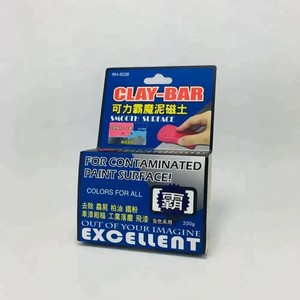 RH-5028
CLAY-BAR
可力霸魔泥磁土
SMOOTH SURFACE
FOR CONTAMINATED
PAINT SURFACE!
COLORS FOR ALL
霸
去除 蟲屍 柏油 鐵粉
車漆粗糙 工業落塵 飛漆
全色系用
200g
OUT OF YOUR IMAGINE
EXCELLENT